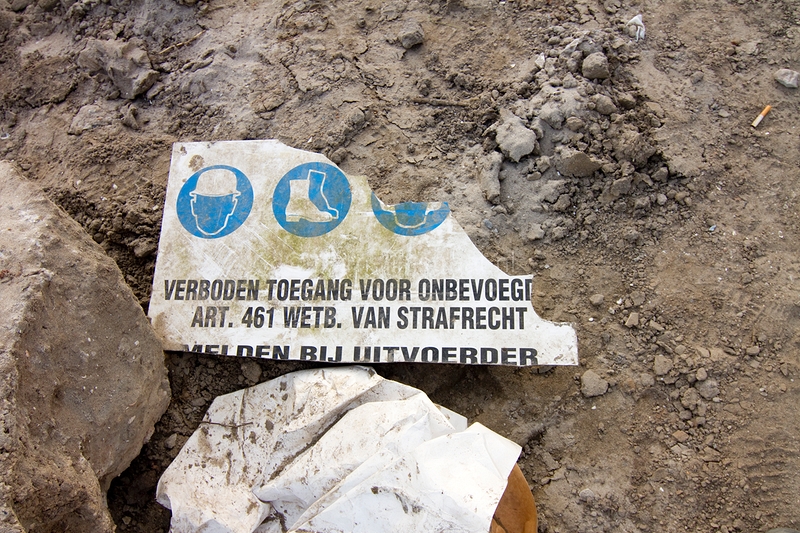 VERBODEN TOEGANG VOOR ONBEVOEGD
ART. 461 WETB. VAN STRAFRECHT
MELDEN BIJ UITVOERDER